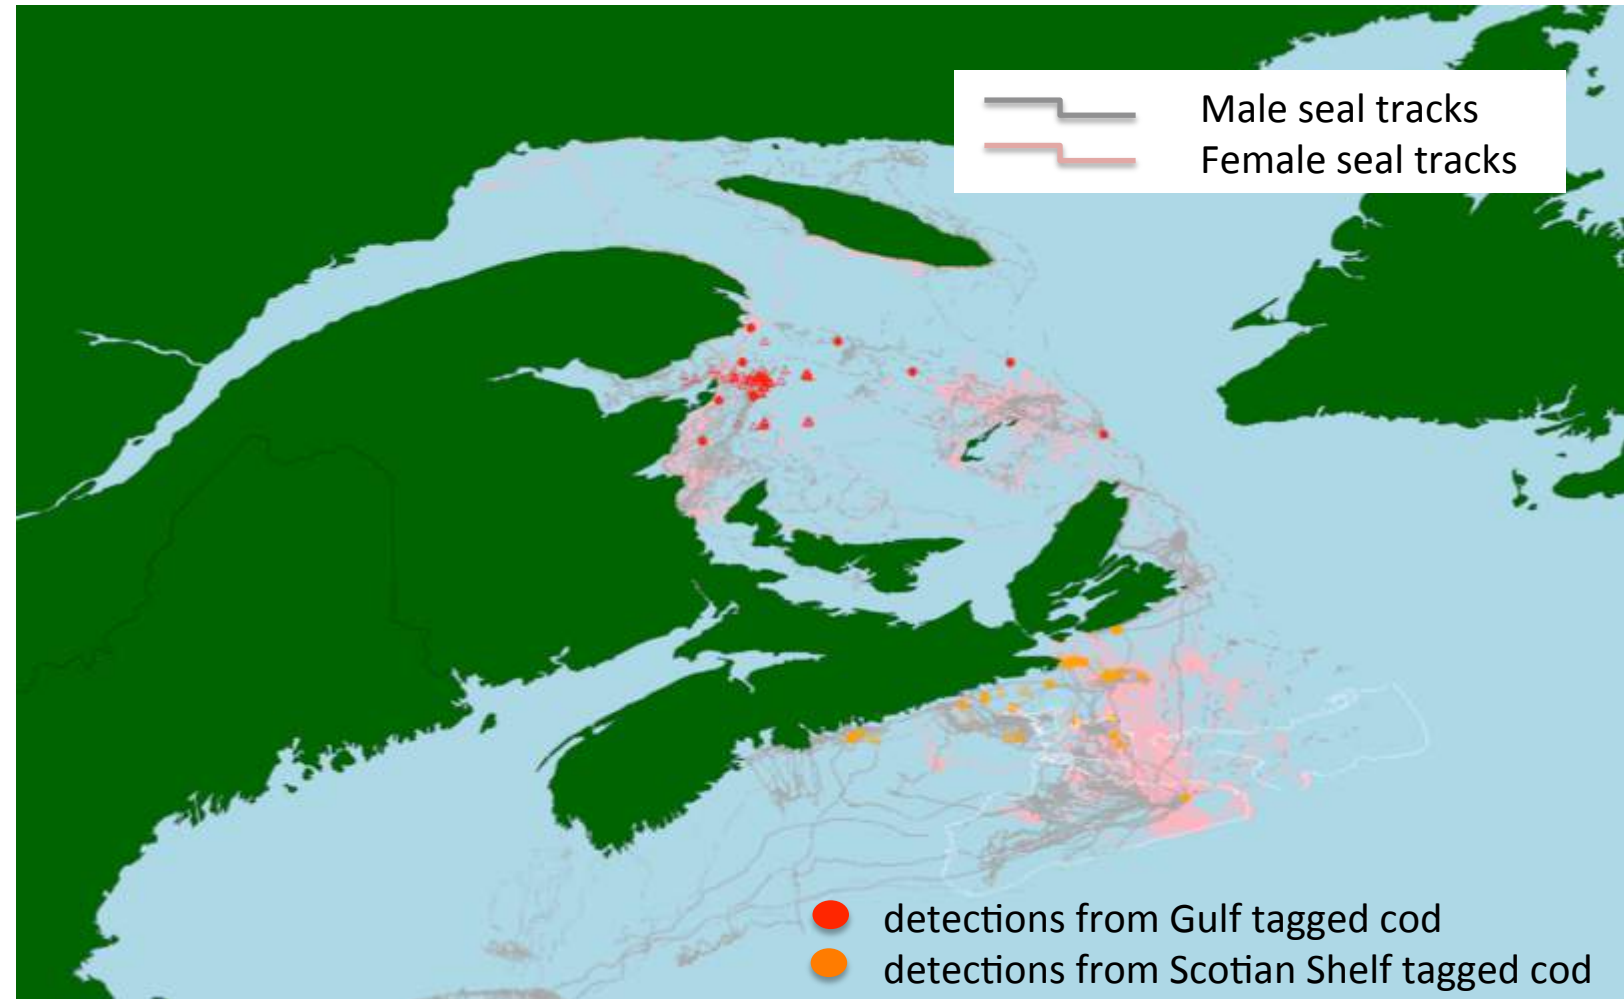 Male seal tracks
Female seal tracks
detections from Gulf tagged cod
detections from Scotian Shelf tagged cod